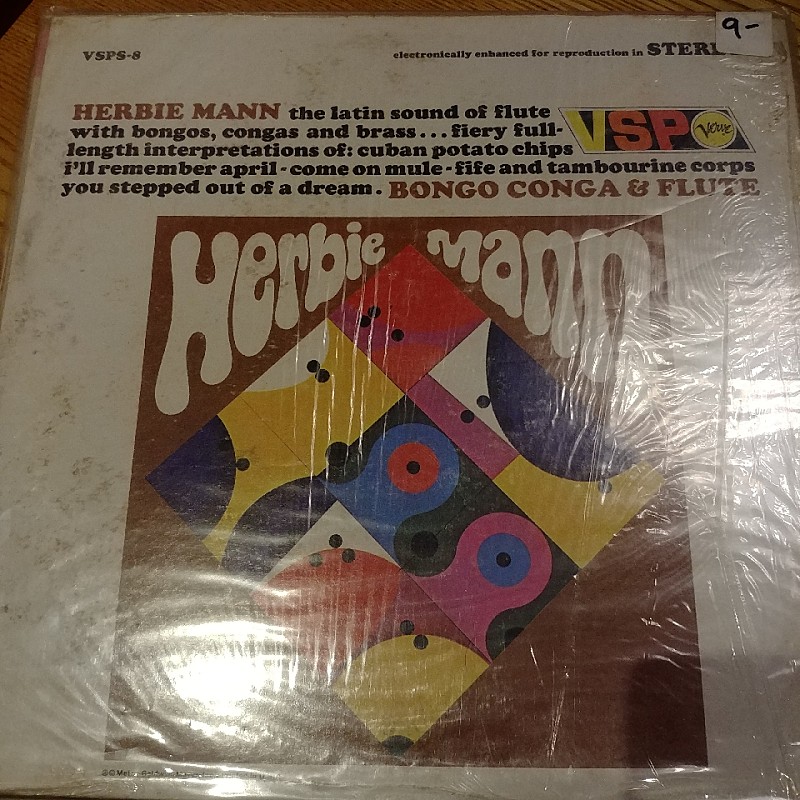 9-
VSPS-8
electronically enhanced for reproduction in STER
HERBIE MANN the latin sound of flute
with bongos, congas and brass...fiery full-
length interpretations of: cuban potato chips
i'll remember april - come on mule - fife and tambourine corps
you stepped out of a dream. BONGO CONGA & FLUTE
VSP Verve
Herbie Mann